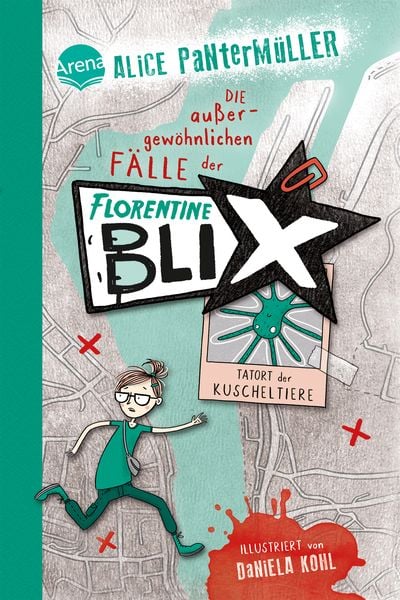 Arena
ALICE PANTERMÜLLER
DIE
außer-
gewöhnlichen
FÄLLE der
FLORENTINE
BLIX
TATORT der
KUSCHELTIERE
ILLUSTRIERT von
DANIELA KOHL